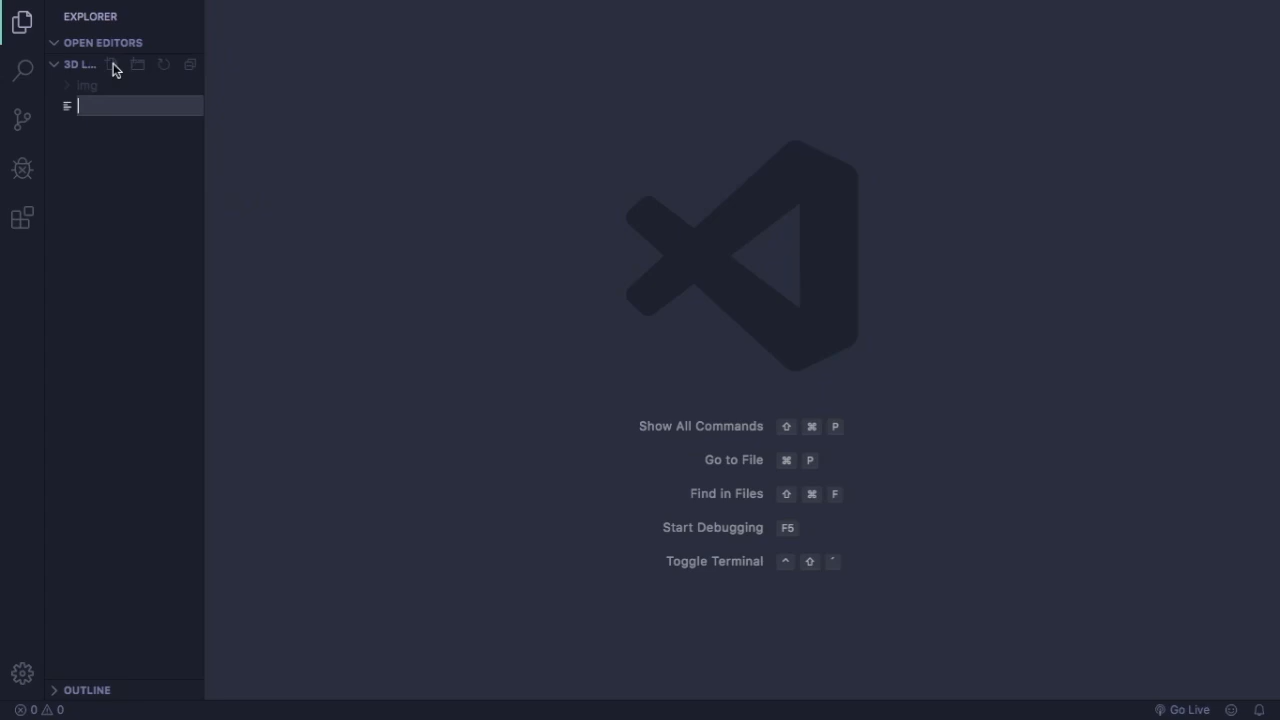 EXPLORER
OPEN EDITORS
3D L...
img
Show All Commands ⇧ ⌘ P
Go to File ⌘ P
Find in Files ⇧ ⌘ F
Start Debugging F5
Toggle Terminal ^ ⇧ ´
OUTLINE
0 0
Go Live